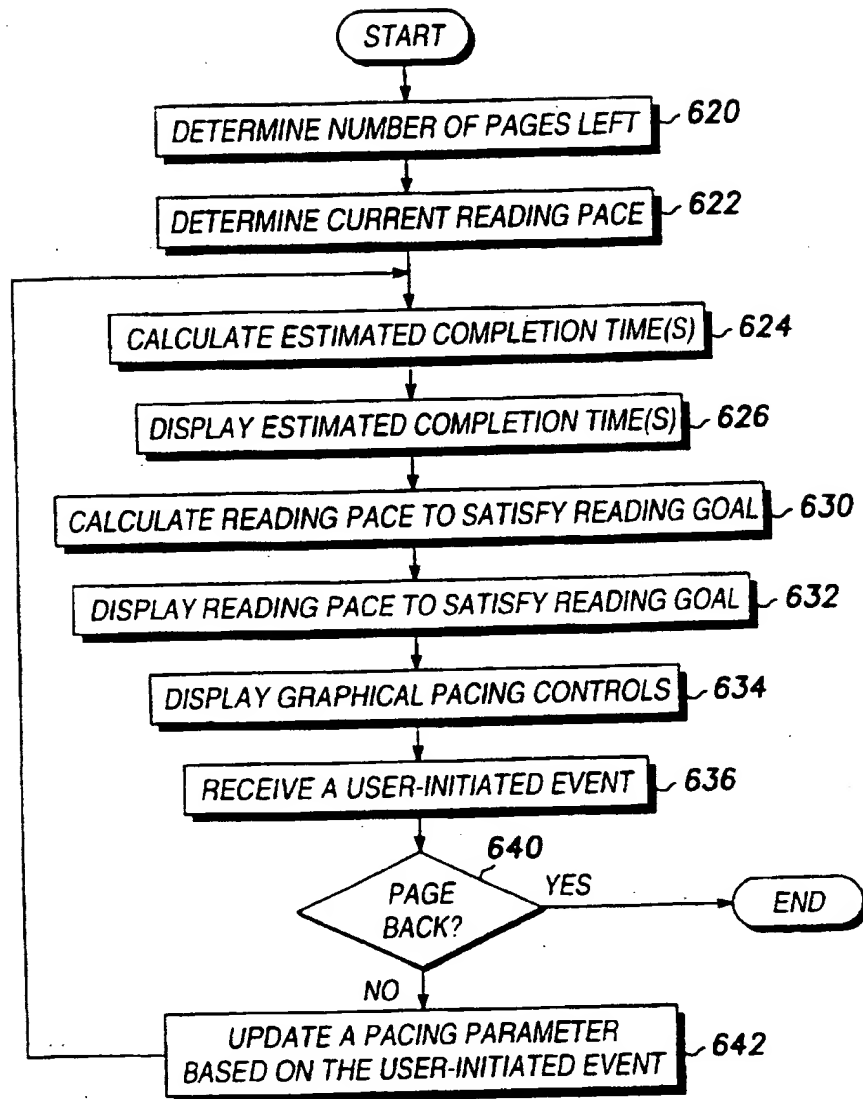 START
DETERMINE NUMBER OF PAGES LEFT 620
DETERMINE CURRENT READING PACE 622
CALCULATE ESTIMATED COMPLETION TIME(S) 624
DISPLAY ESTIMATED COMPLETION TIME(S) 626
CALCULATE READING PACE TO SATISFY READING GOAL 630
DISPLAY READING PACE TO SATISFY READING GOAL 632
DISPLAY GRAPHICAL PACING CONTROLS 634
RECEIVE A USER-INITIATED EVENT 636
640
PAGE
BACK?
YES
END
NO
UPDATE A PACING PARAMETER
BASED ON THE USER-INITIATED EVENT 642